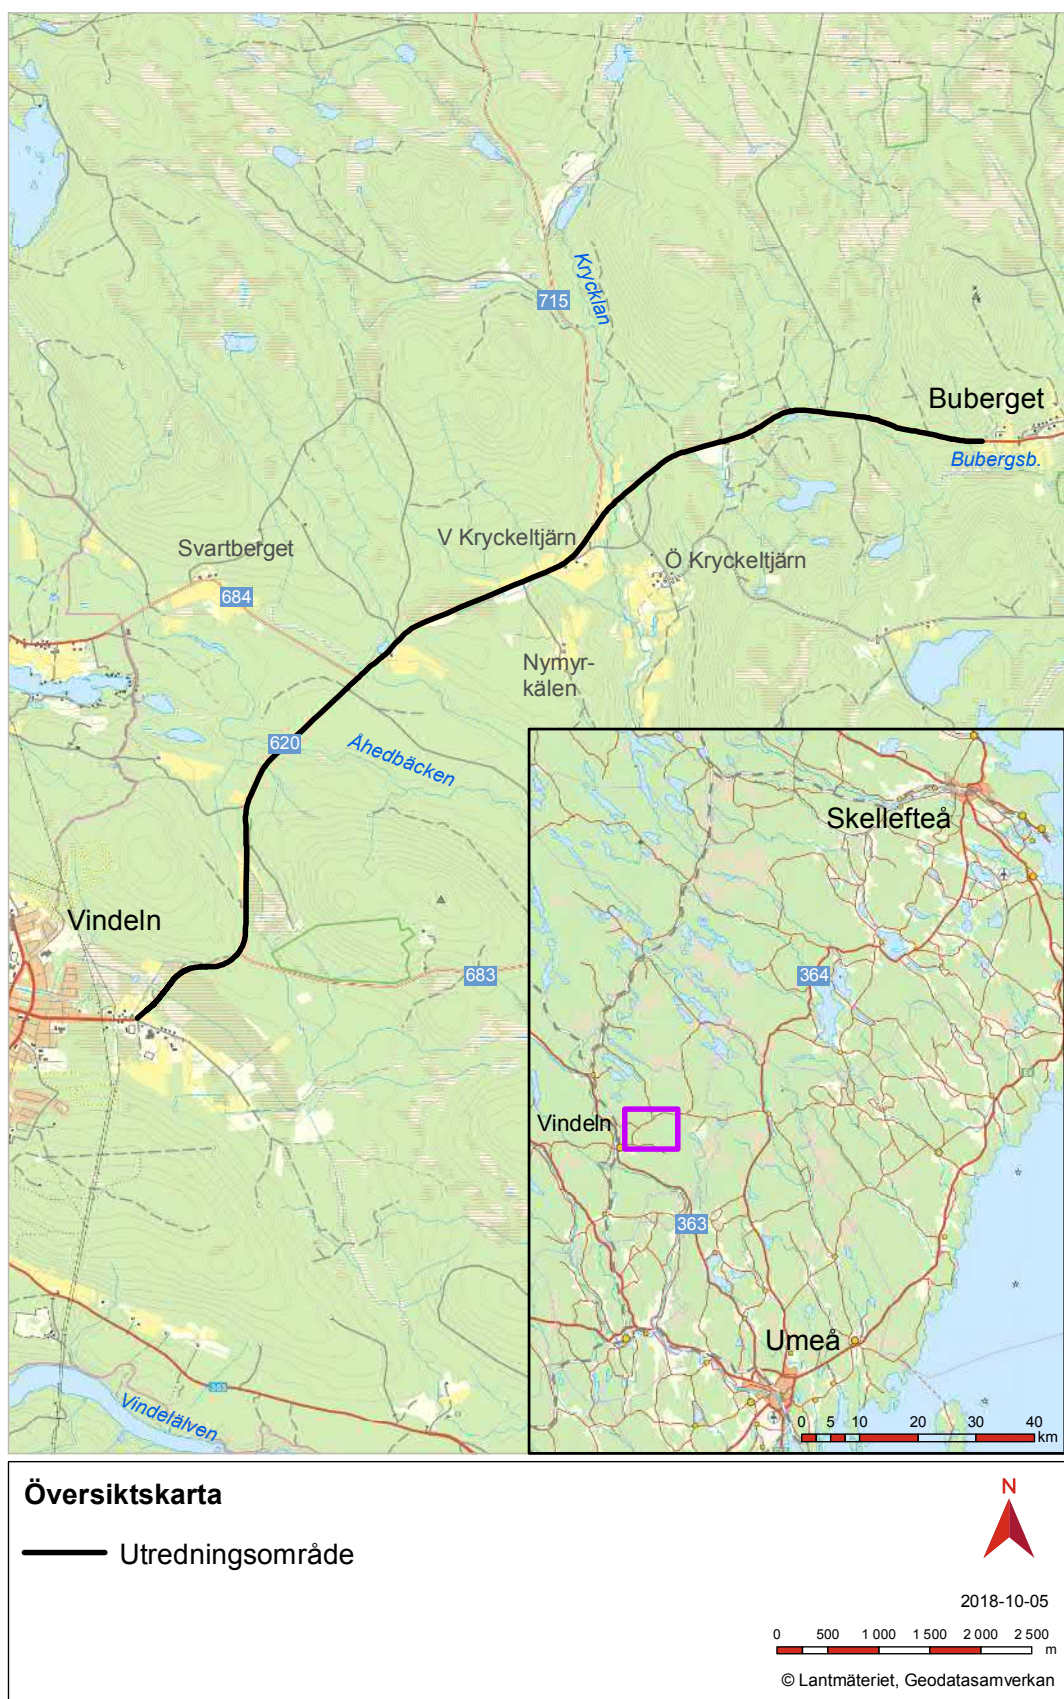 Krycklan
715
Buberget
Bubergsb.
V Kryckeltjärn
Svartberget
Ö Kryckeltjärn
684
Nymyr-
kälen
620
Åhedbäcken
Vindeln
683
363
Vindelälven
Skellefteå
364
E4
Vindeln
363
Umeå
0 5 10 20 30 40
km
Översiktskarta
Utredningsområde
N
2018-10-05
0 500 1 000 1 500 2 000 2 500
m
© Lantmäteriet, Geodatasamverkan